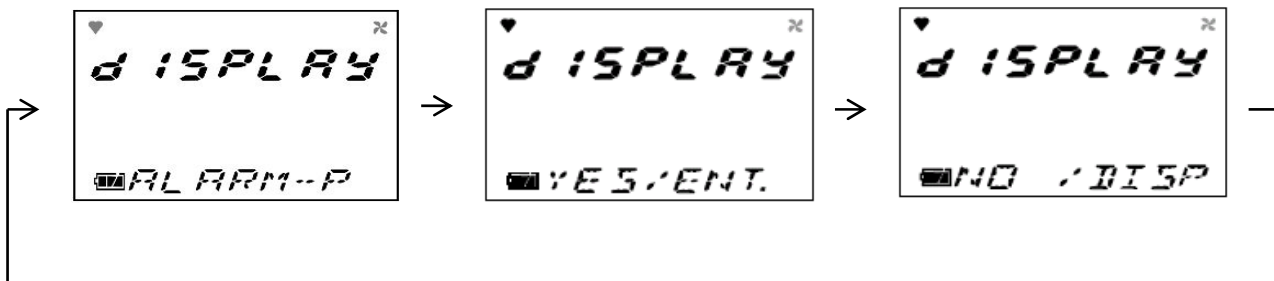 dISPLAY
ALARM-P
dISPLAY
YES/ENT.
dISPLAY
NO /DISP